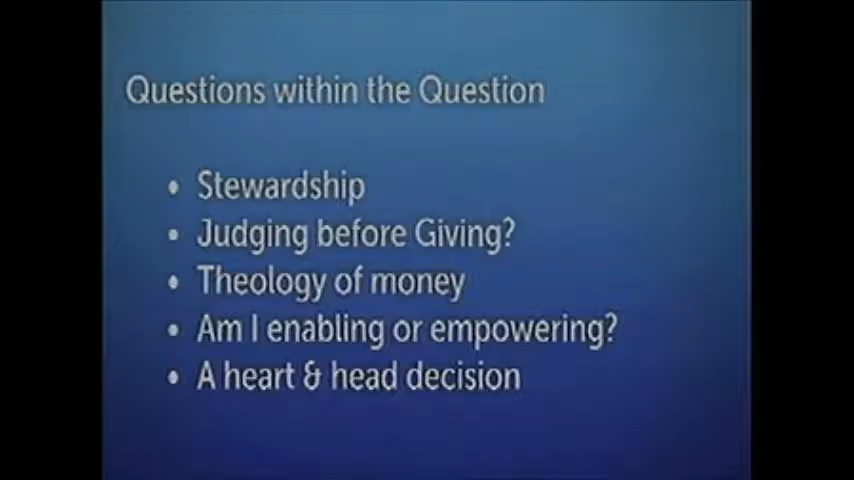 Questions within the Question
• Stewardship
• Judging before Giving?
• Theology of money
• Am I enabling or empowering?
• A heart & head decision